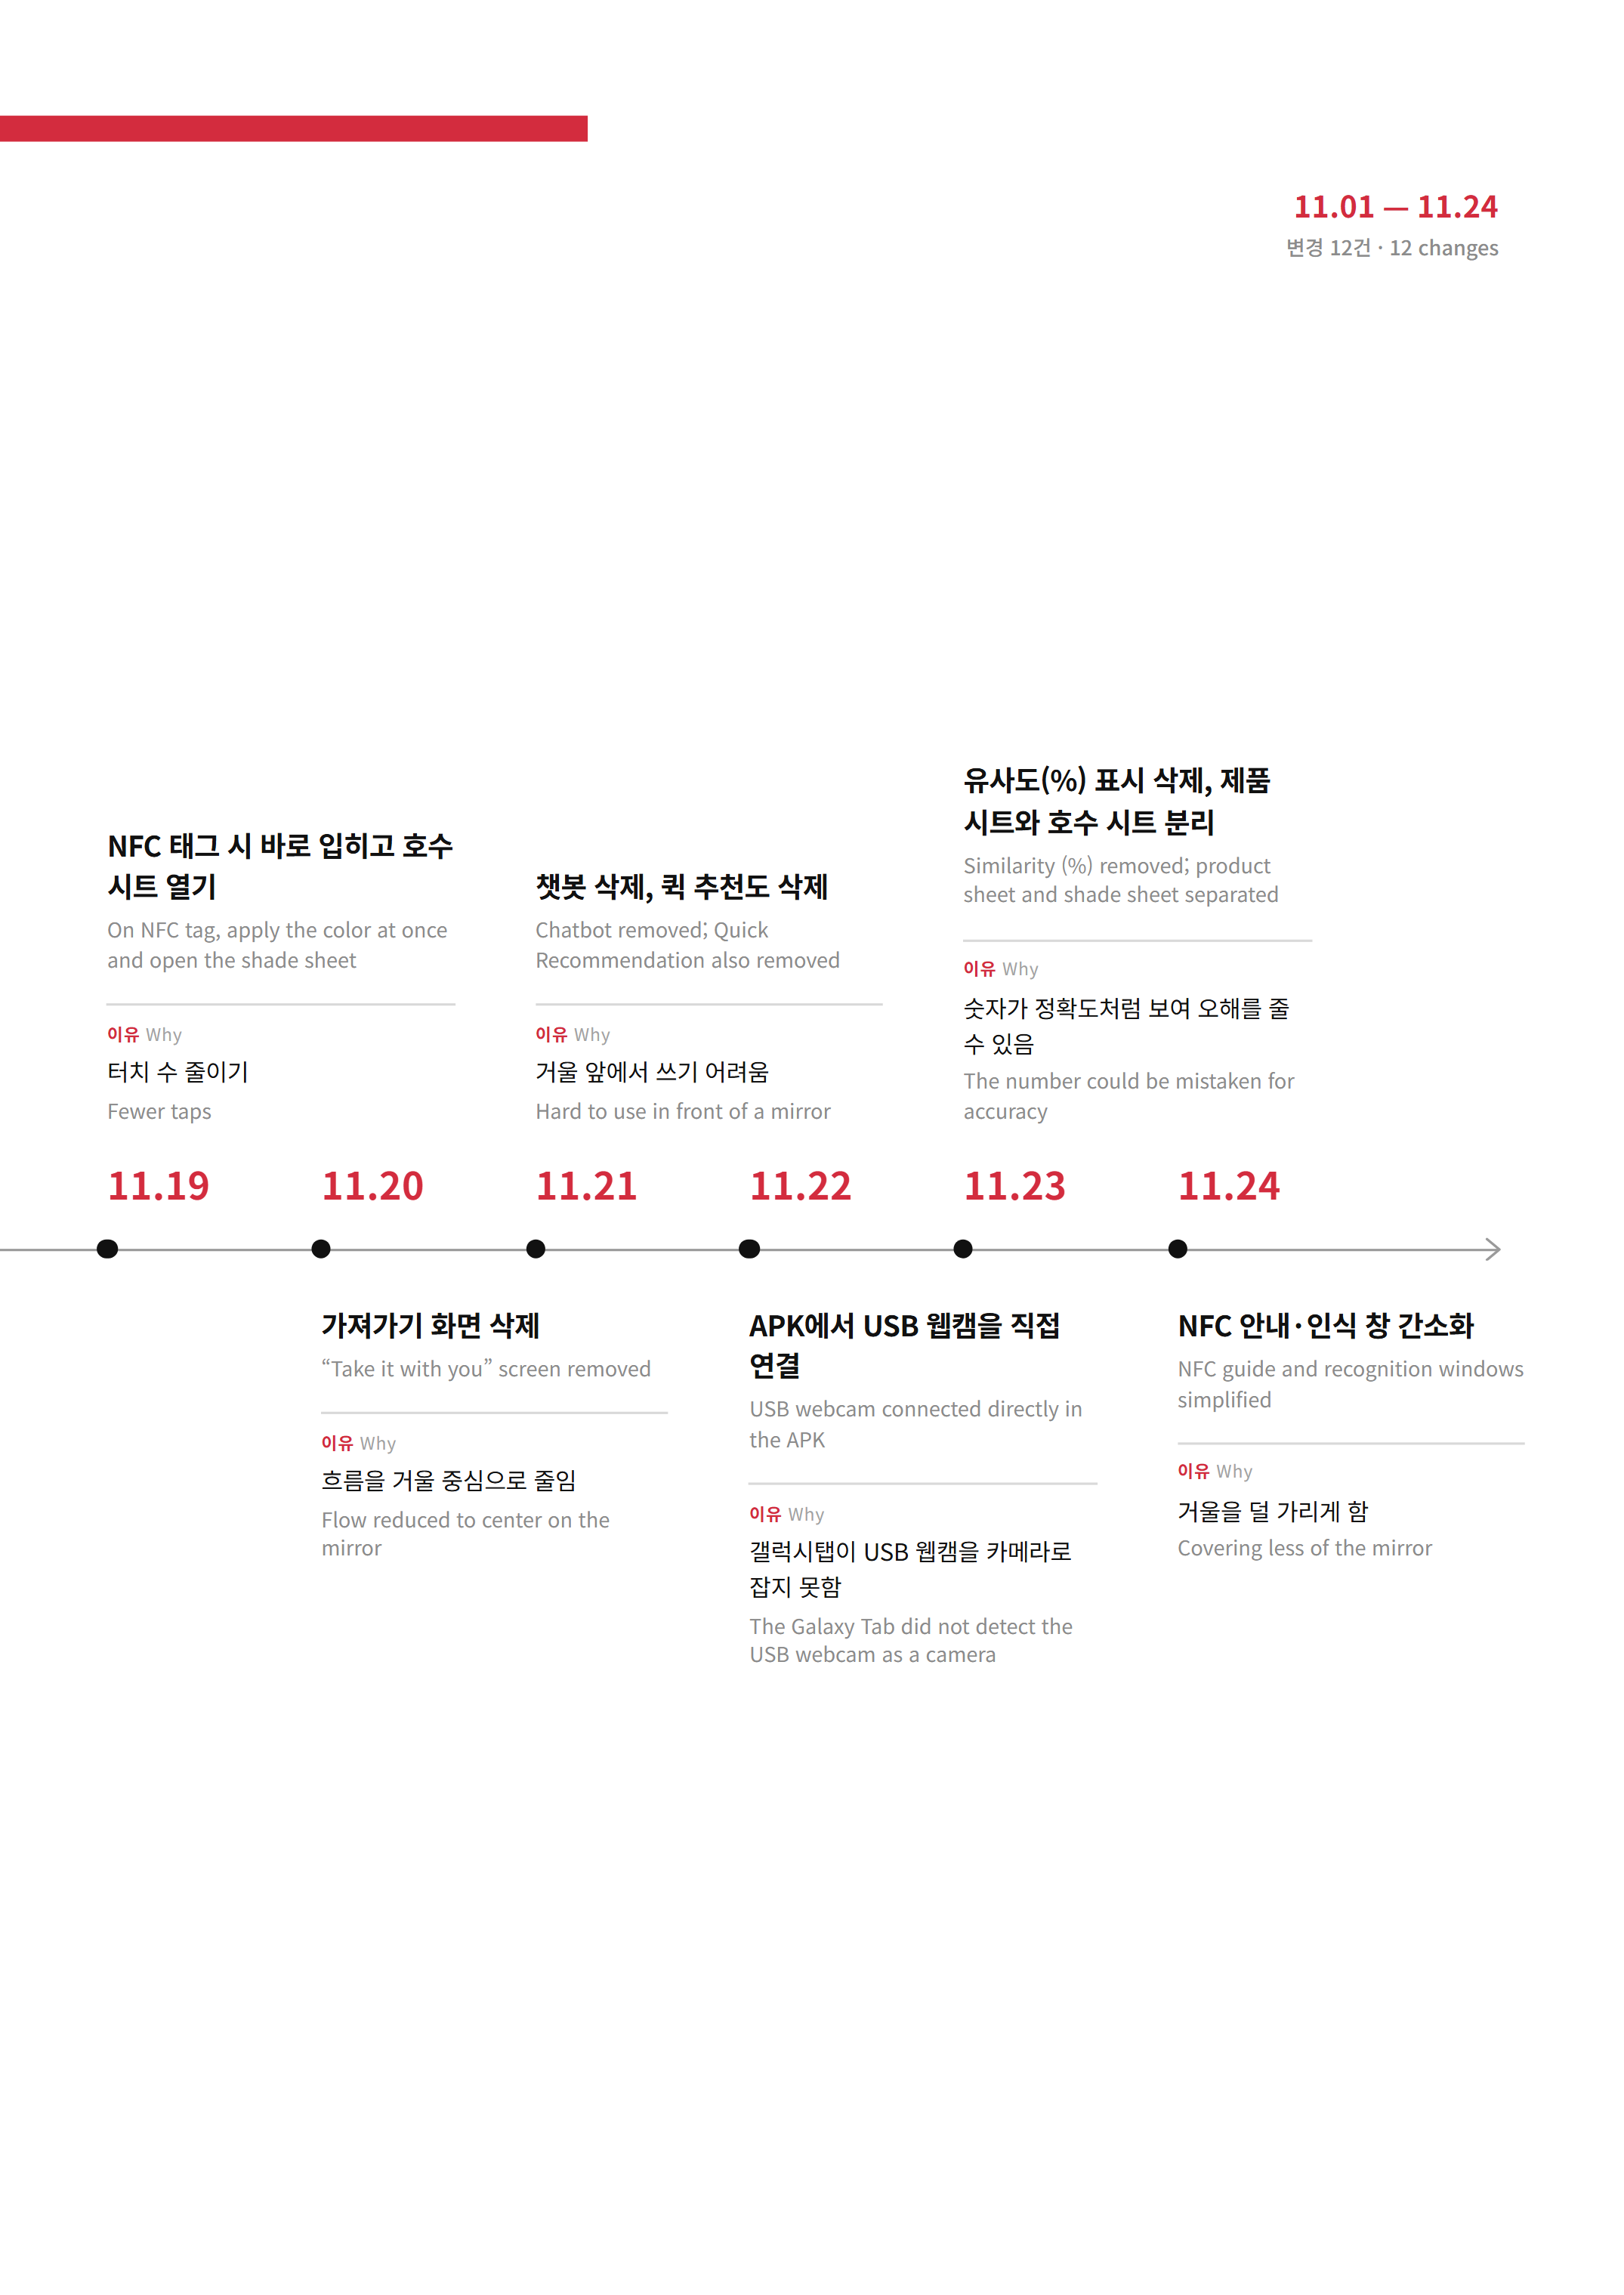 11.01 — 11.24
변경 12건 · 12 changes
NFC 태그 시 바로 입히고 호수
시트 열기
On NFC tag, apply the color at once
and open the shade sheet
이유 Why
터치 수 줄이기
Fewer taps
챗봇 삭제, 퀵 추천도 삭제
Chatbot removed; Quick
Recommendation also removed
이유 Why
거울 앞에서 쓰기 어려움
Hard to use in front of a mirror
유사도(%) 표시 삭제, 제품
시트와 호수 시트 분리
Similarity (%) removed; product
sheet and shade sheet separated
이유 Why
숫자가 정확도처럼 보여 오해를 줄
수 있음
The number could be mistaken for
accuracy
11.19 11.20 11.21 11.22 11.23 11.24
가져가기 화면 삭제
“Take it with you” screen removed
이유 Why
흐름을 거울 중심으로 줄임
Flow reduced to center on the
mirror
APK에서 USB 웹캠을 직접
연결
USB webcam connected directly in
the APK
이유 Why
갤럭시탭이 USB 웹캠을 카메라로
잡지 못함
The Galaxy Tab did not detect the
USB webcam as a camera
NFC 안내·인식 창 간소화
NFC guide and recognition windows
simplified
이유 Why
거울을 덜 가리게 함
Covering less of the mirror